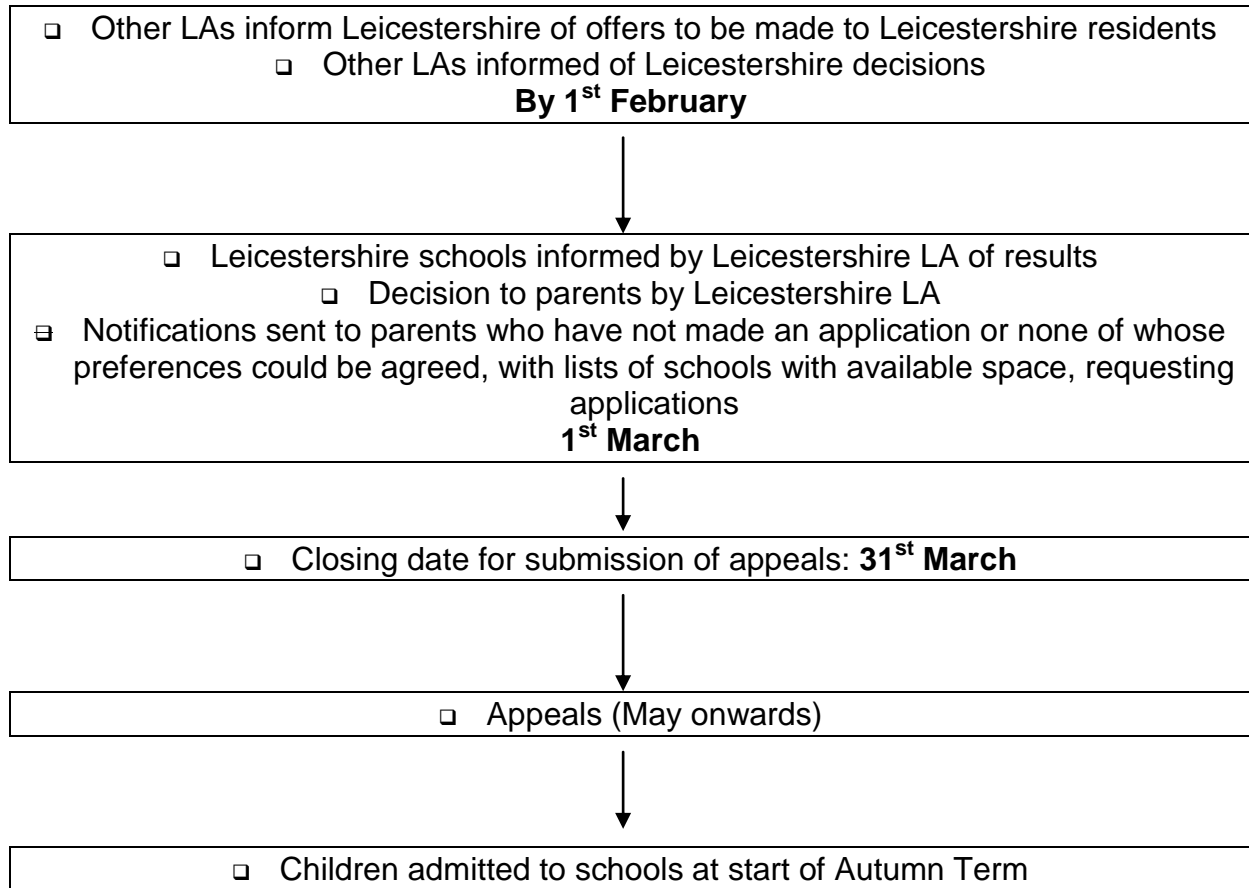 ❑ Other LAs inform Leicestershire of offers to be made to Leicestershire residents
❑ Other LAs informed of Leicestershire decisions
By 1st February
❑ Leicestershire schools informed by Leicestershire LA of results
❑ Decision to parents by Leicestershire LA
❑ Notifications sent to parents who have not made an application or none of whose
preferences could be agreed, with lists of schools with available space, requesting
applications
1st March
❑ Closing date for submission of appeals: 31st March
❑ Appeals (May onwards)
❑ Children admitted to schools at start of Autumn Term